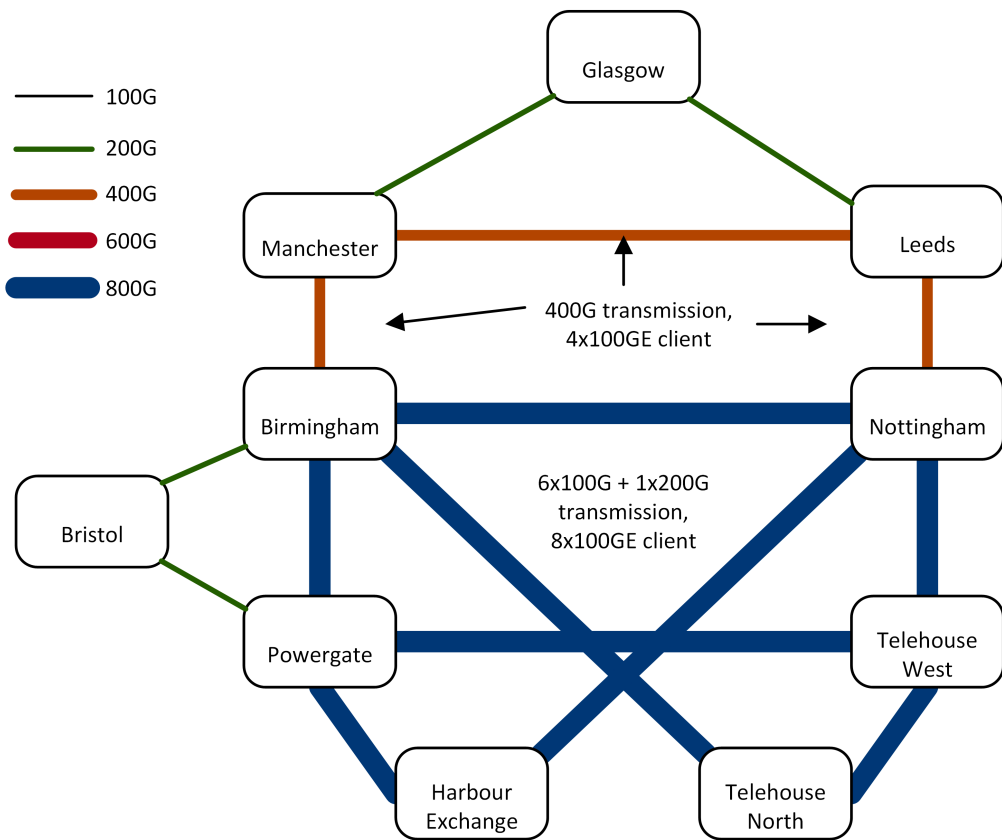 Glasgow
100G
200G
400G
600G
800G
Manchester
Leeds
400G transmission,
4x100GE client
Birmingham
Nottingham
6x100G + 1x200G
transmission,
8x100GE client
Bristol
Powergate
Telehouse
West
Harbour
Exchange
Telehouse
North